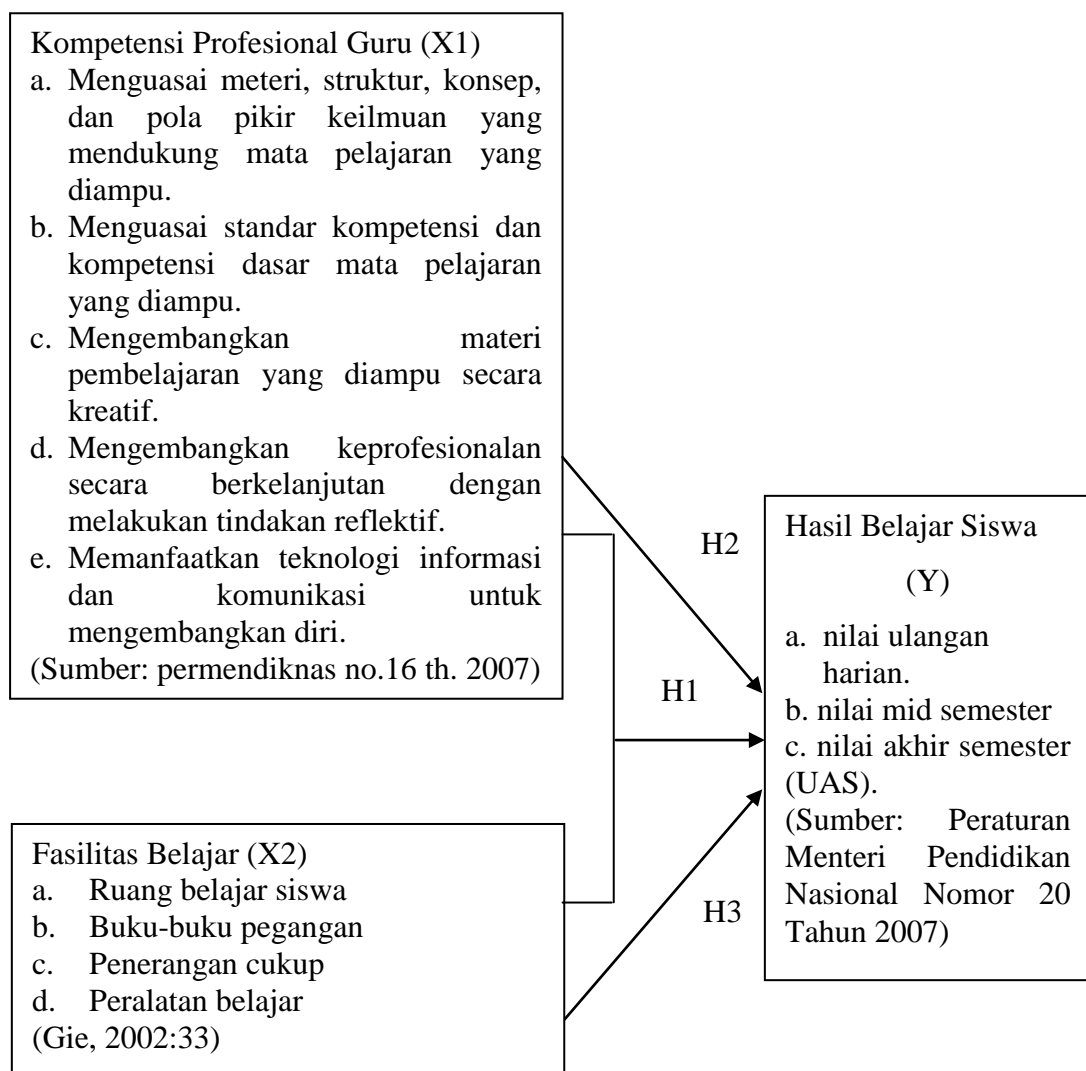 Kompetensi Profesional Guru (X1)
a. Menguasai meteri, struktur, konsep,
dan pola pikir keilmuan yang
mendukung mata pelajaran yang
diampu.
b. Menguasai standar kompetensi dan
kompetensi dasar mata pelajaran
yang diampu.
c. Mengembangkan materi
pembelajaran yang diampu secara
kreatif.
d. Mengembangkan keprofesionalan
secara berkelanjutan dengan
melakukan tindakan reflektif.
e. Memanfaatkan teknologi informasi
dan komunikasi untuk
mengembangkan diri.
(Sumber: permendiknas no.16 th. 2007)
H2
H1
H3
Hasil Belajar Siswa
(Y)
a. nilai ulangan
harian.
b. nilai mid semester
c. nilai akhir semester
(UAS).
(Sumber: Peraturan
Menteri Pendidikan
Nasional Nomor 20
Tahun 2007)
Fasilitas Belajar (X2)
a. Ruang belajar siswa
b. Buku-buku pegangan
c. Penerangan cukup
d. Peralatan belajar
(Gie, 2002:33)